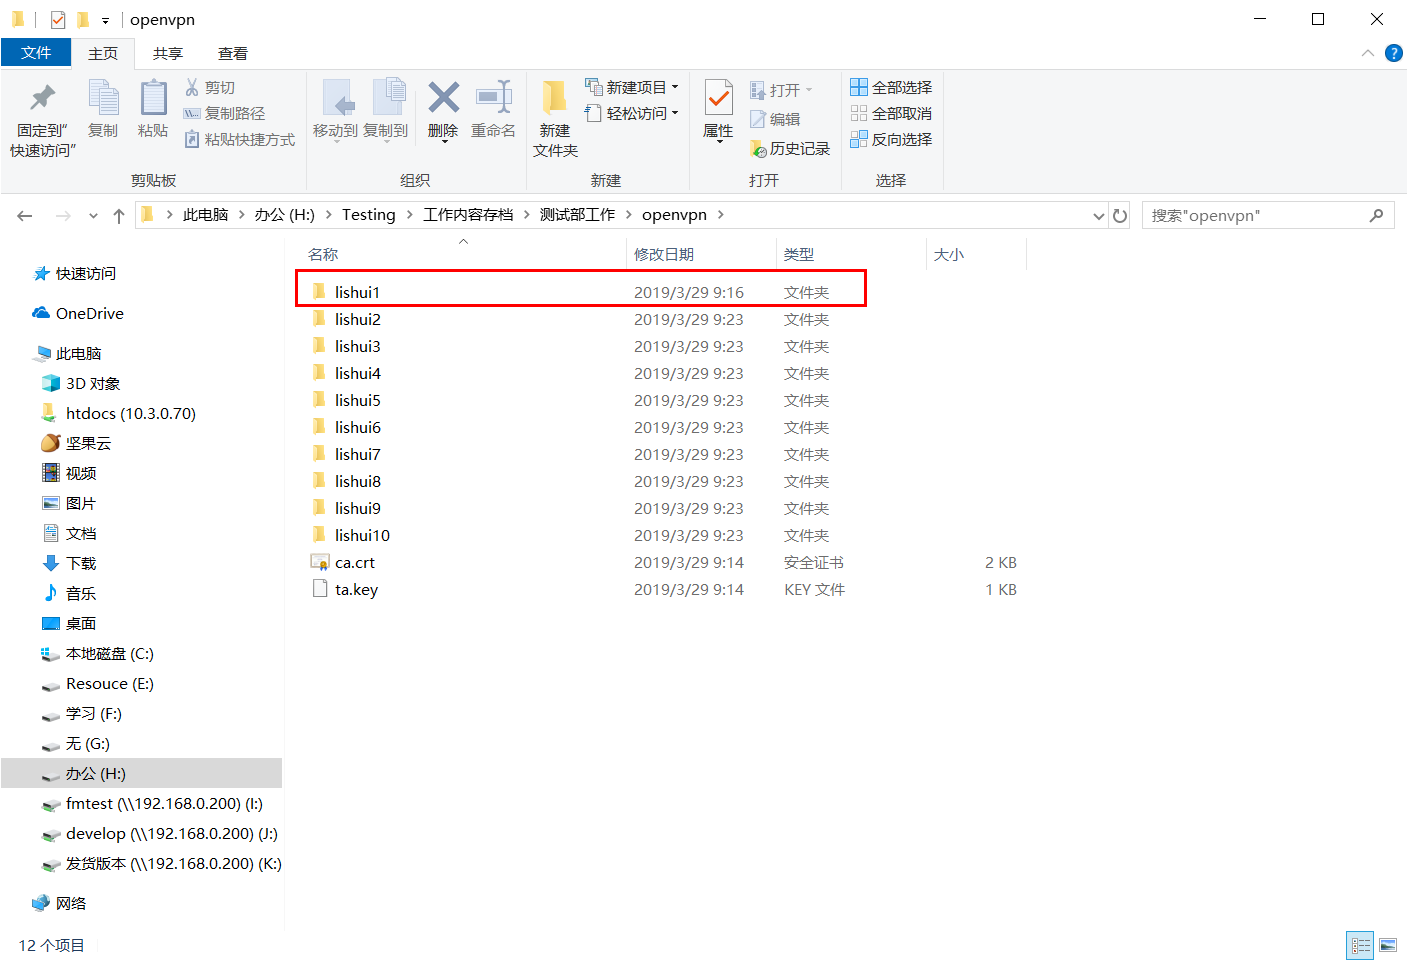 openvpn
文件 主页 共享 查看
固定到"
快速访问"
复制
粘贴
剪切
复制路径
粘贴快捷方式
剪贴板
移动到
复制到
删除
重命名
组织
新建
文件夹
新建项目
轻松访问
新建
属性
打开
编辑
历史记录
打开
全部选择
全部取消
反向选择
选择
此电脑 > 办公 (H:) > Testing > 工作内容存档 > 测试部工作 > openvpn >
搜索"openvpn"
快速访问
OneDrive
此电脑
3D 对象
htdocs (10.3.0.70)
坚果云
视频
图片
文档
下载
音乐
桌面
本地磁盘 (C:)
Resouce (E:)
学习 (F:)
无 (G:)
办公 (H:)
fmtest (\\192.168.0.200) (I:)
develop (\\192.168.0.200) (J:)
发货版本 (\\192.168.0.200) (K:)
网络
名称 修改日期 类型 大小
lishui1 2019/3/29 9:16 文件夹
lishui2 2019/3/29 9:23 文件夹
lishui3 2019/3/29 9:23 文件夹
lishui4 2019/3/29 9:23 文件夹
lishui5 2019/3/29 9:23 文件夹
lishui6 2019/3/29 9:23 文件夹
lishui7 2019/3/29 9:23 文件夹
lishui8 2019/3/29 9:23 文件夹
lishui9 2019/3/29 9:23 文件夹
lishui10 2019/3/29 9:23 文件夹
ca.crt 2019/3/29 9:14 安全证书 2 KB
ta.key 2019/3/29 9:14 KEY 文件 1 KB
12 个项目